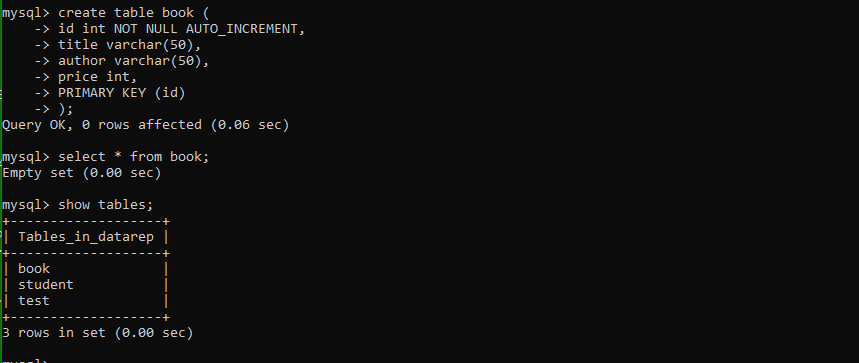 mysql> create table book (
    -> id int NOT NULL AUTO_INCREMENT,
    -> title varchar(50),
    -> author varchar(50),
    -> price int,
    -> PRIMARY KEY (id)
    -> );
Query OK, 0 rows affected (0.06 sec)
mysql> select * from book;
Empty set (0.00 sec)
mysql> show tables;
+-------------------+
| Tables_in_datarep |
+-------------------+
| book              |
| student           |
| test              |
+-------------------+
3 rows in set (0.00 sec)
mysql>